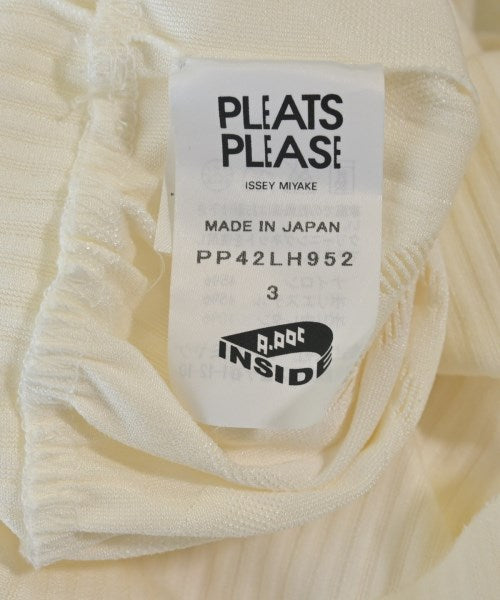 PLEATS
PLEASE
ISSEY MIYAKE
MADE IN JAPAN
PP42LH952
3
A.POC
INSIDE